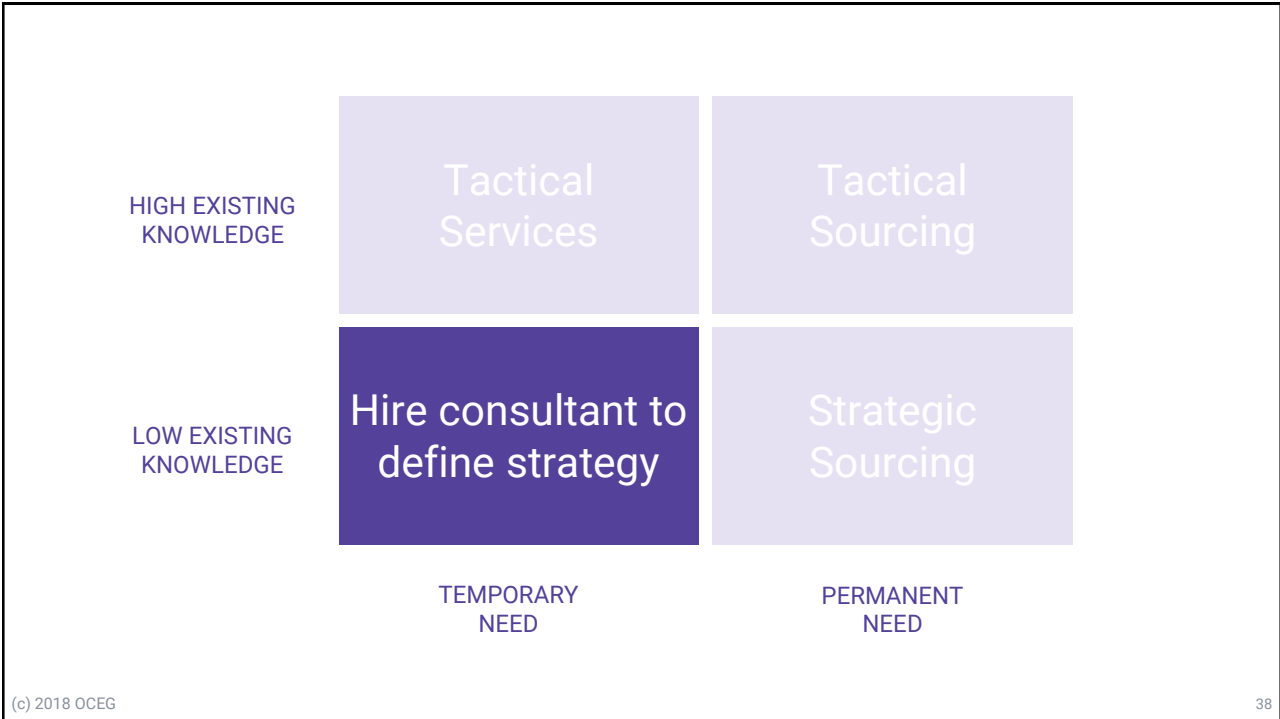 Tactical
Services
Tactical
Sourcing
HIGH EXISTING
KNOWLEDGE
Hire consultant to
define strategy
Strategic
Sourcing
LOW EXISTING
KNOWLEDGE
TEMPORARY
NEED
PERMANENT
NEED
(c) 2018 OCEG
38